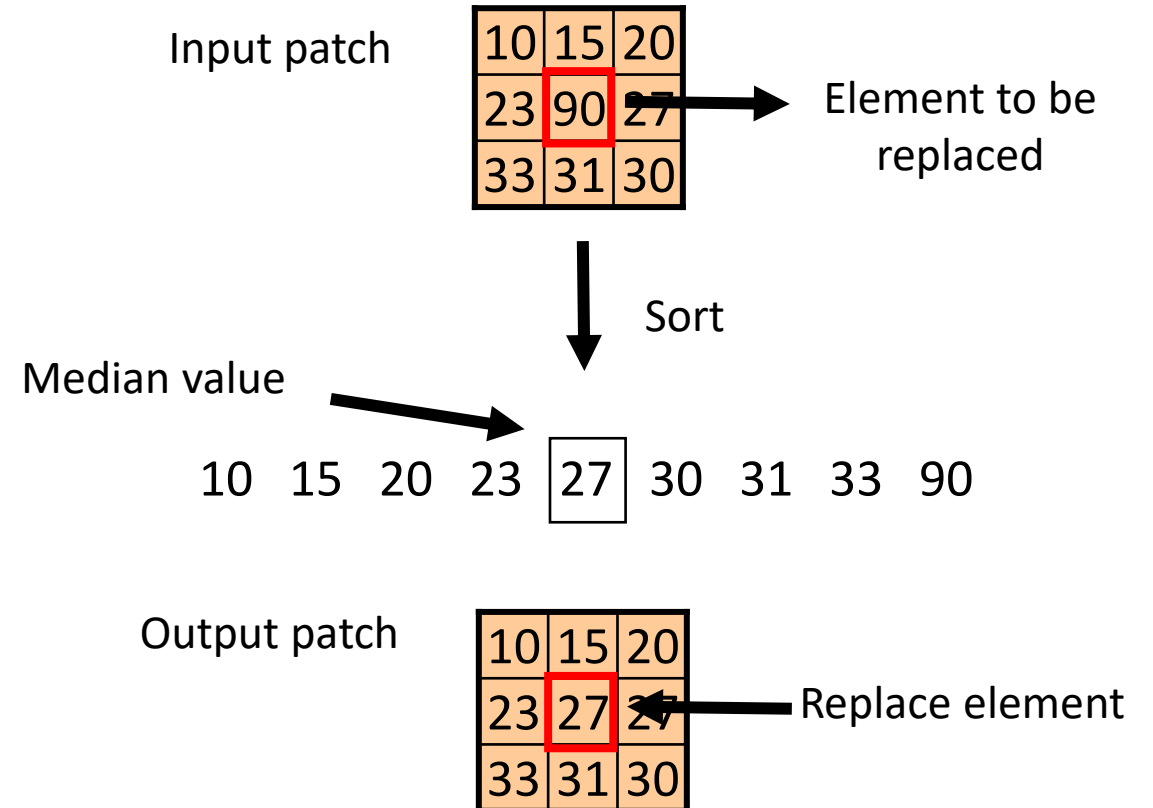 Input patch
10 15 20
23 90 27
33 31 30
Element to be
replaced
Sort
Median value
10 15 20 23 27 30 31 33 90
Output patch
10 15 20
23 27 27
33 31 30
Replace element